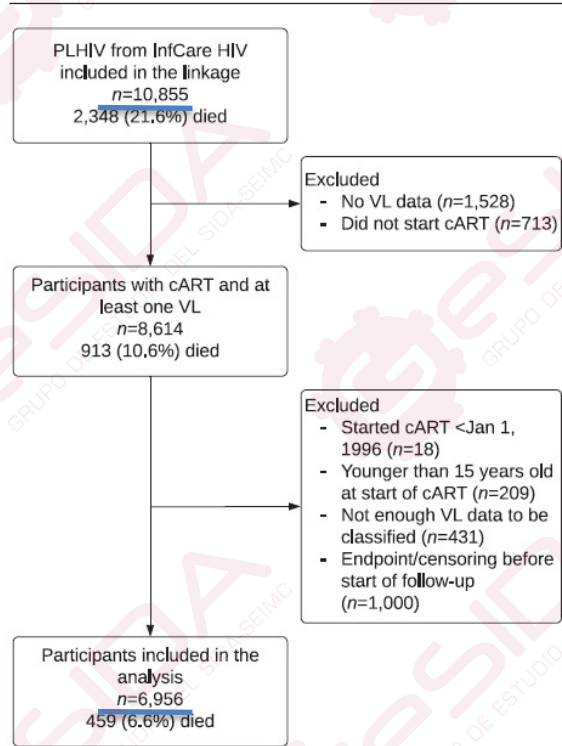 PLHIV from InfCare HIV
included in the linkage
n=10,855
2,348 (21.6%) died
Excluded
- No VL data (n=1,528)
- Did not start cART (n=713)
Participants with cART and at
least one VL
n=8,614
913 (10.6%) died
Excluded
- Started cART <Jan 1,
1996 (n=18)
- Younger than 15 years old
at start of cART (n=209)
- Not enough VL data to be
classified (n=431)
- Endpoint/censoring before
start of follow-up
(n=1,000)
Participants included in the
analysis
n=6,956
459 (6.6%) died